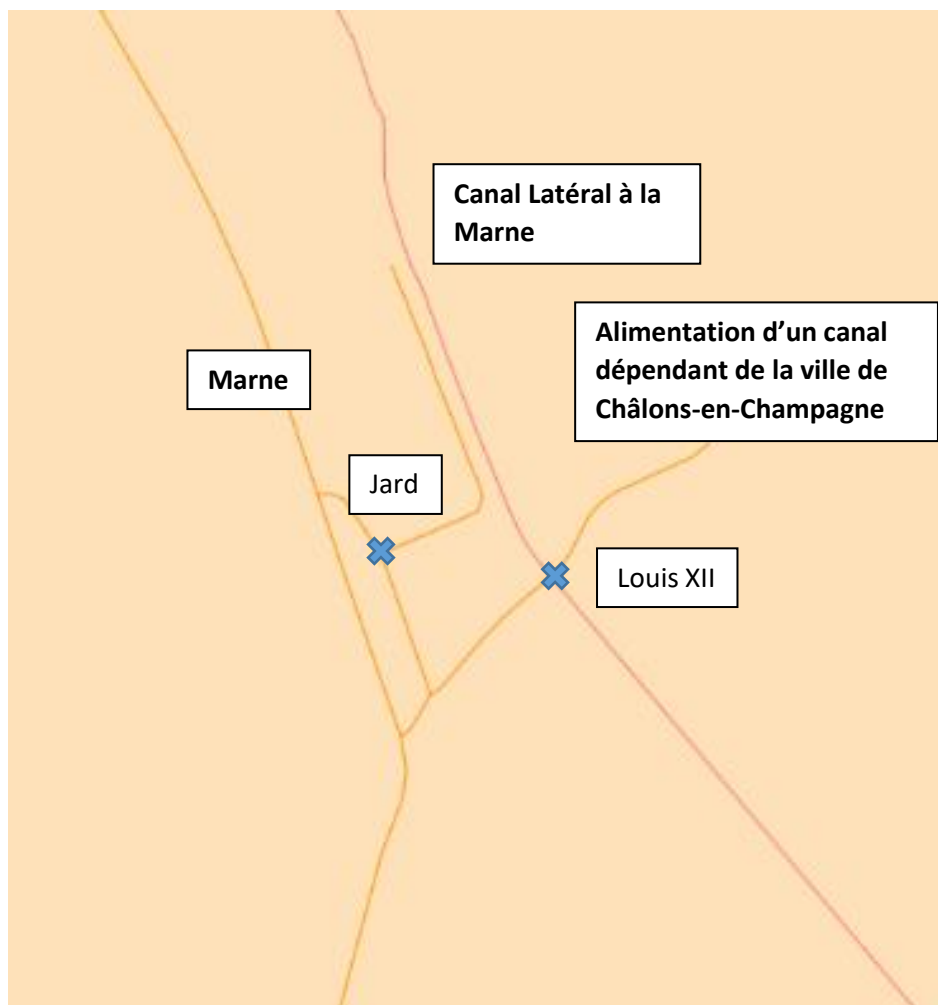 Canal Latéral à la
Marne
Alimentation d’un canal
dépendant de la ville de
Châlons-en-Champagne
Marne
Jard
Louis XII